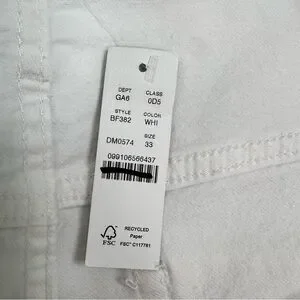 DEPT CLASS
GA6 0D5
STYLE COLOR
BF382 WHI
SIZE
DM0574 33
099106566437
RECYCLED
Paper
FSC FSC® C117781